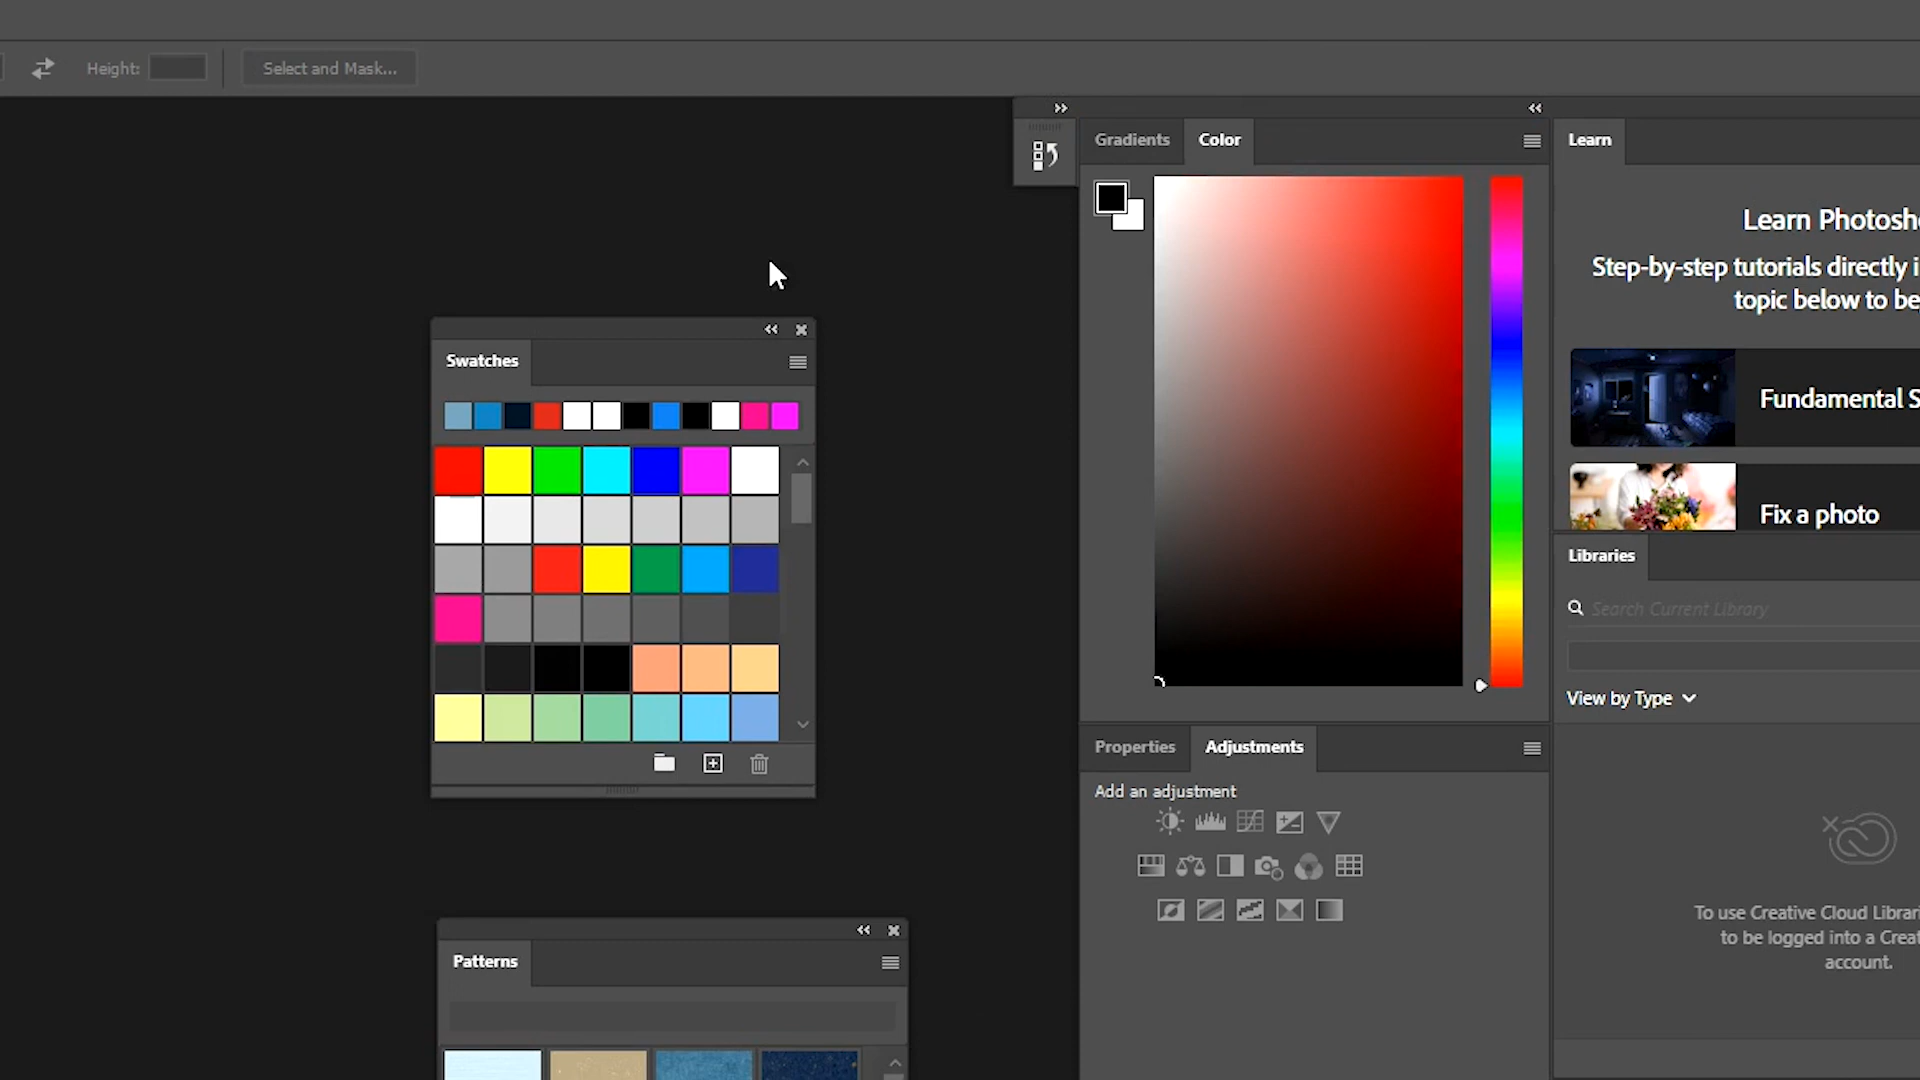 Height:
Select and Mask...
Gradients
Color
Learn
Learn Photosh
Step-by-step tutorials directly i
topic below to be
Swatches
Fundamental S
Fix a photo
Libraries
Search Current Library
View by Type
Properties
Adjustments
Add an adjustment
To use Creative Cloud Librari
to be logged into a Creat
account.
Patterns